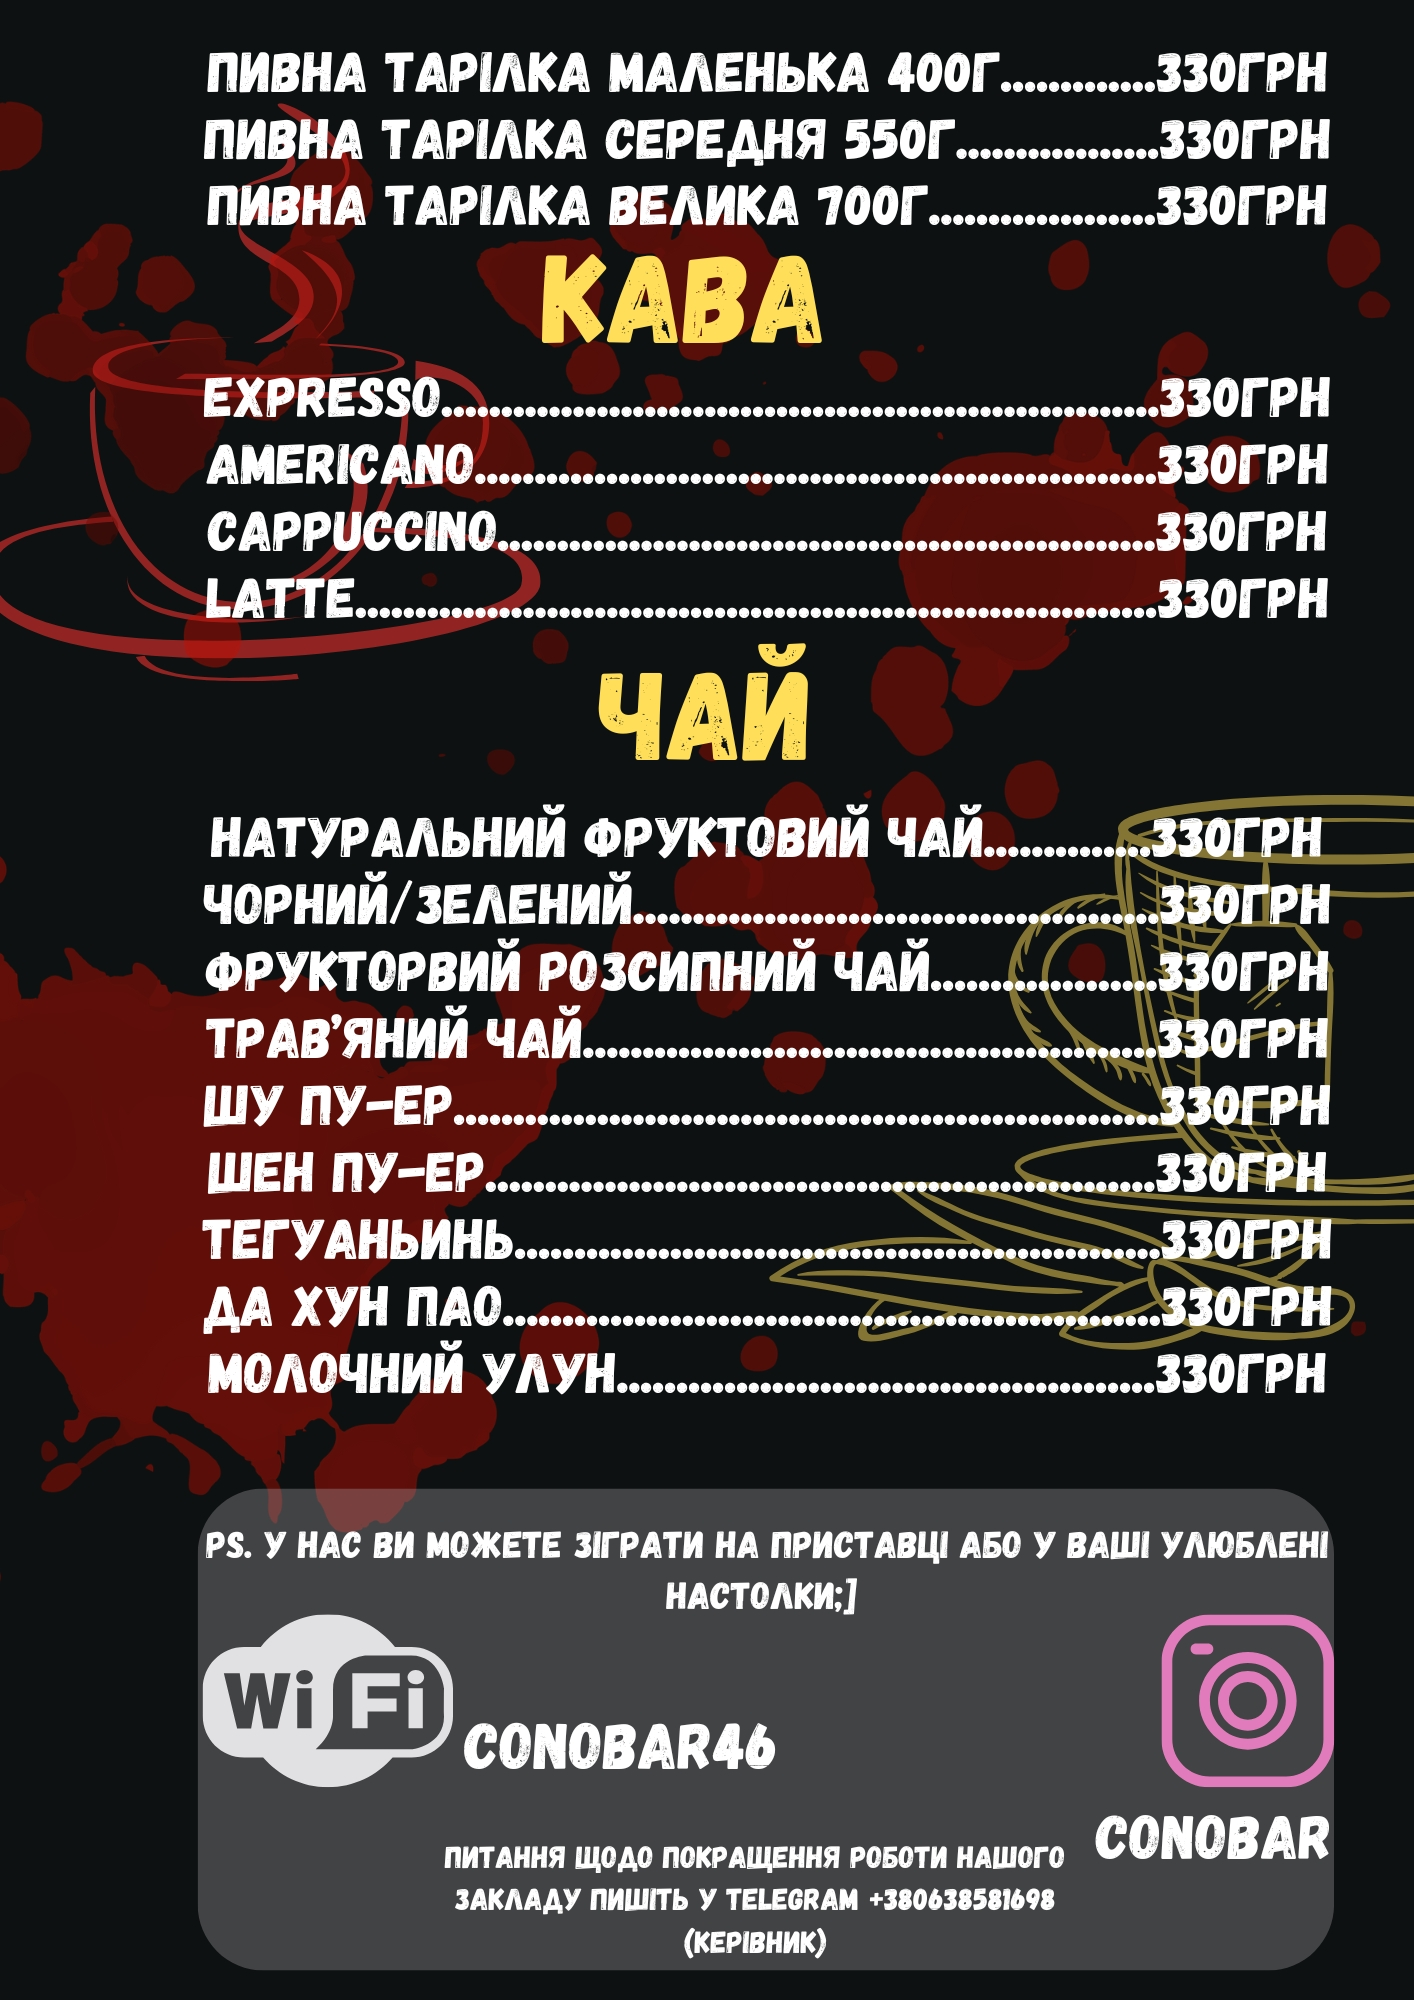 ПИВНА ТАРІЛКА МАЛЕНЬКА 400Г.............330ГРН
ПИВНА ТАРІЛКА СЕРЕДНЯ 550Г.................330ГРН
ПИВНА ТАРІЛКА ВЕЛИКА 700Г...................330ГРН
КАВА
EXPRESSO............................................................330ГРН
AMERICANO.........................................................330ГРН
CAPPUCCINO.......................................................330ГРН
LATTE...................................................................330ГРН
ЧАЙ
НАТУРАЛЬНИЙ ФРУКТОВИЙ ЧАЙ..............330ГРН
ЧОРНИЙ/ЗЕЛЕНИЙ............................................330ГРН
ФРУКТОРВИЙ РОЗСИПНИЙ ЧАЙ...................330ГРН
ТРАВ’ЯНИЙ ЧАЙ................................................330ГРН
ШУ ПУ-ЕР...........................................................330ГРН
ШЕН ПУ-ЕР........................................................330ГРН
ТЕГУАНЬИНЬ......................................................330ГРН
ДА ХУН ПАО.......................................................330ГРН
МОЛОЧНИЙ УЛУН.............................................330ГРН
PS. У НАС ВИ МОЖЕТЕ ЗІГРАТИ НА ПРИСТАВЦІ АБО У ВАШІ УЛЮБЛЕНІ
НАСТОЛКИ;]
Wi Fi
CONOBAR46
CONOBAR
ПИТАННЯ ЩОДО ПОКРАЩЕННЯ РОБОТИ НАШОГО
ЗАКЛАДУ ПИШІТЬ У TELEGRAM +380638581698
(КЕРІВНИК)